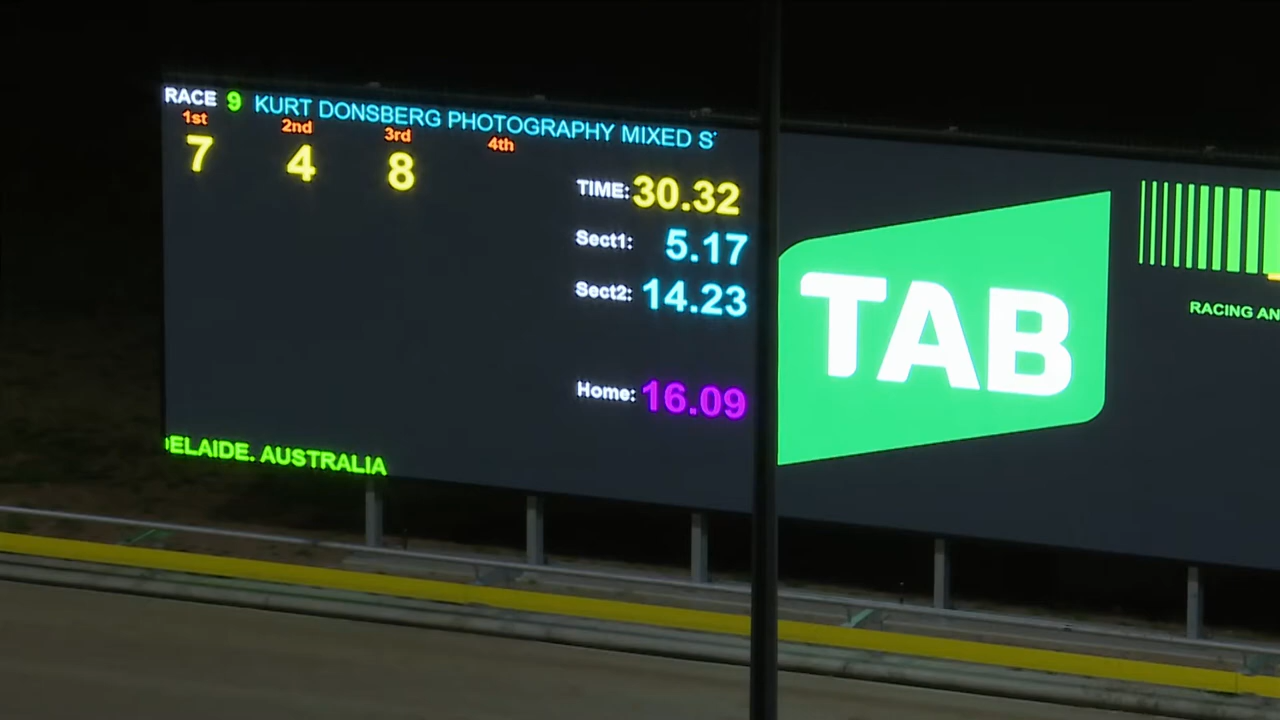 RACE 9 KURT DONSBERG PHOTOGRAPHY MIXED
1st 2nd 3rd 4th
7 4 8
TIME: 30.32
Sect1: 5.17
Sect2: 14.23
Home: 16.09
ELAIDE. AUSTRALIA
TAB
RACING AN